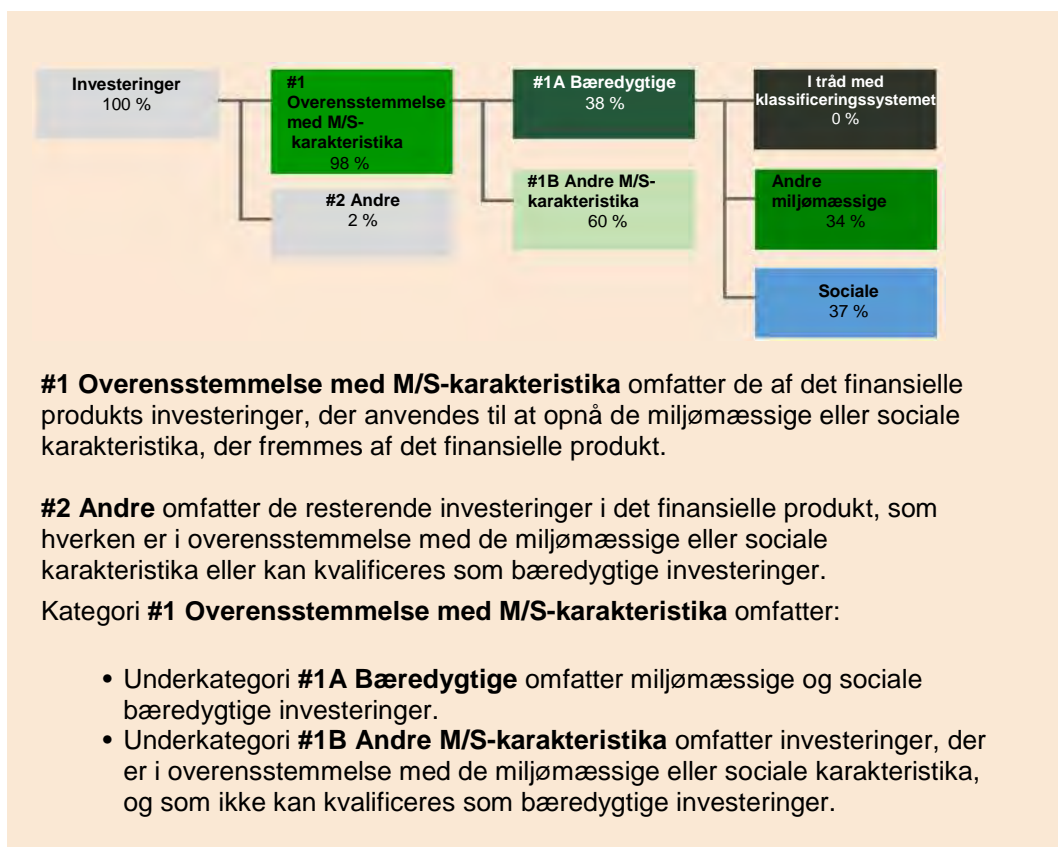 Investeringer
100 %
#1
Overensstemmelse
med M/S-
karakteristika
98 %
#2 Andre
2 %
#1A Bæredygtige
38 %
#1B Andre M/S-
karakteristika
60 %
I tråd med
klassificeringssystemet
0 %
Andre
miljømæssige
34 %
Sociale
37 %
#1 Overensstemmelse med M/S-karakteristika omfatter de af det finansielle
produkts investeringer, der anvendes til at opnå de miljømæssige eller sociale
karakteristika, der fremmes af det finansielle produkt.
#2 Andre omfatter de resterende investeringer i det finansielle produkt, som
hverken er i overensstemmelse med de miljømæssige eller sociale
karakteristika eller kan kvalificeres som bæredygtige investeringer.
Kategori #1 Overensstemmelse med M/S-karakteristika omfatter:
• Underkategori #1A Bæredygtige omfatter miljømæssige og sociale
bæredygtige investeringer.
• Underkategori #1B Andre M/S-karakteristika omfatter investeringer, der
er i overensstemmelse med de miljømæssige eller sociale karakteristika,
og som ikke kan kvalificeres som bæredygtige investeringer.